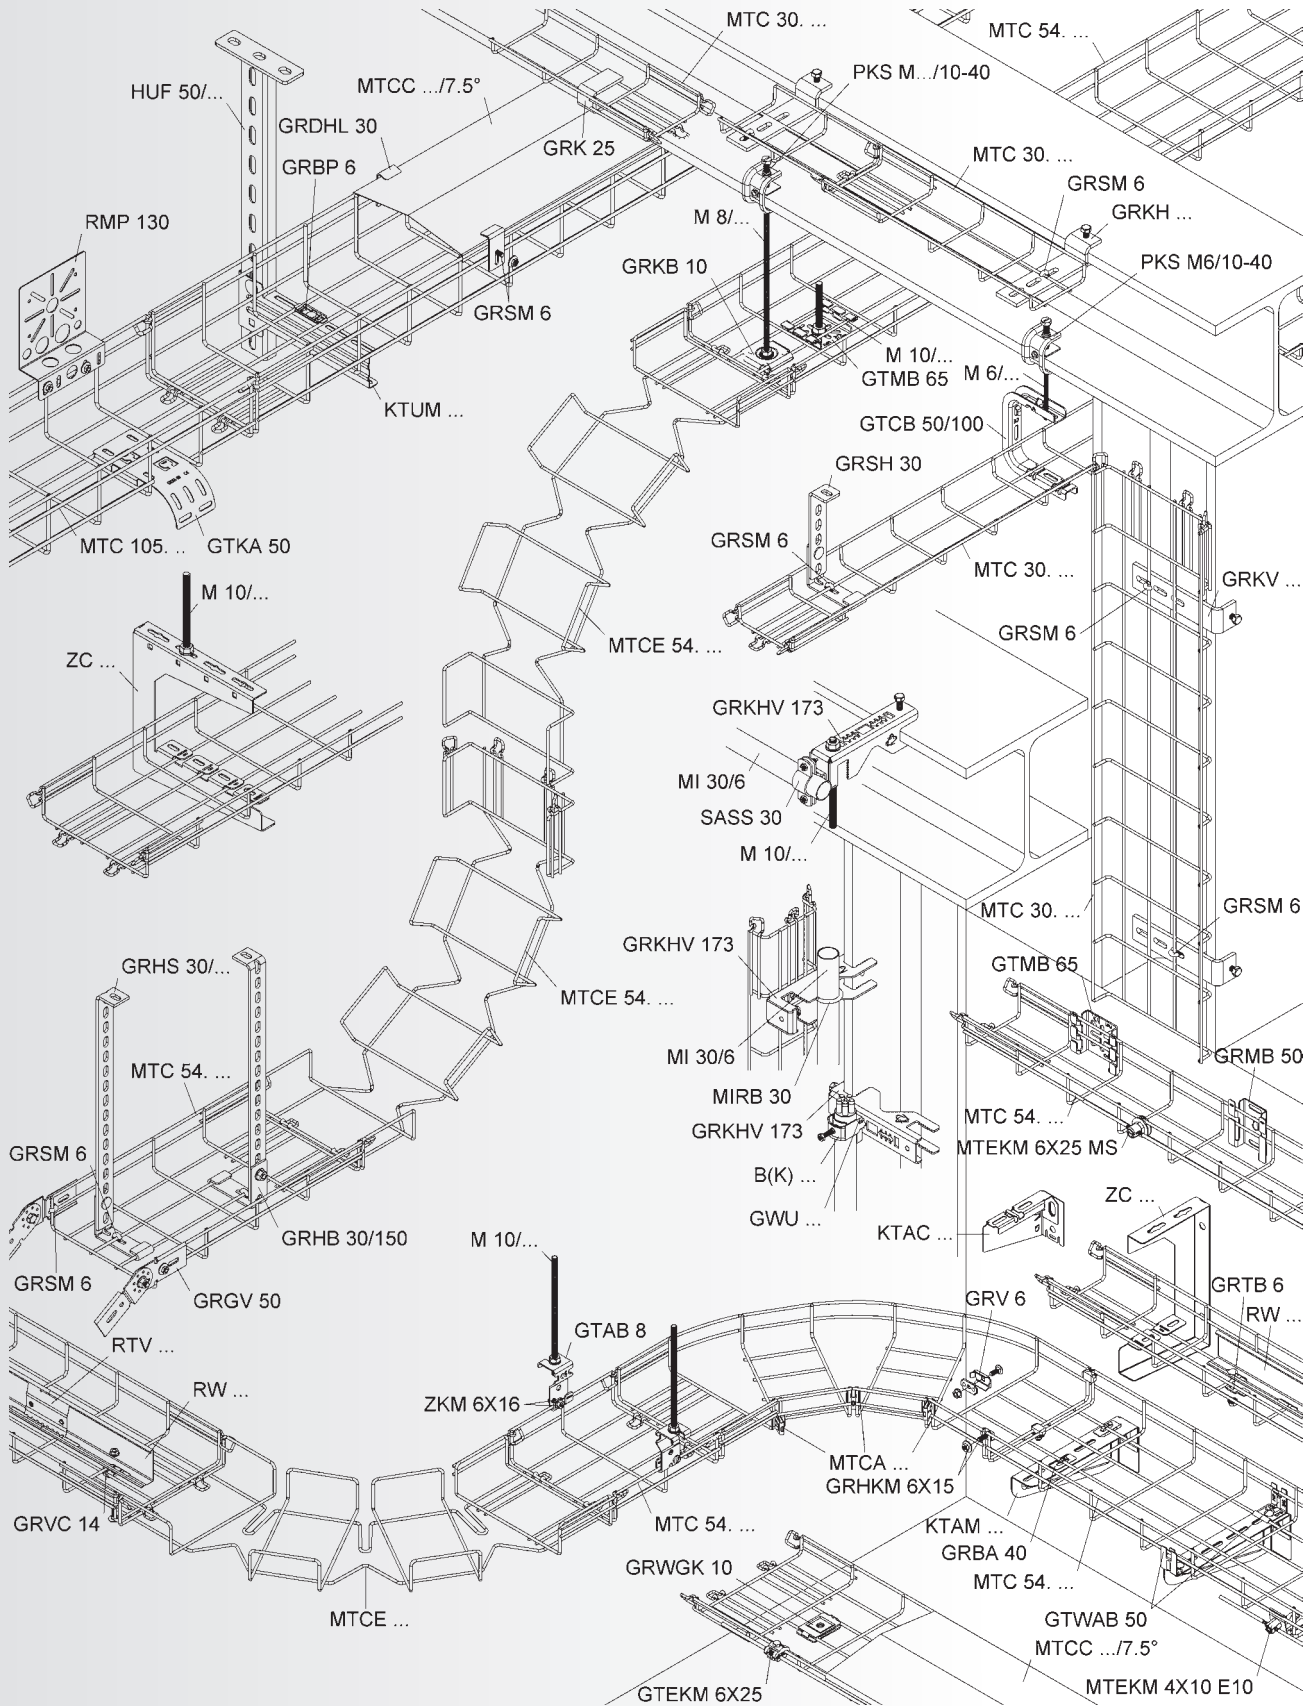 MTC 30. ...
MTC 54. ...
HUF 50/...
MTCC .../7.5°
PKS M.../10-40
GRDHL 30
GRK 25
GRBP 6
MTC 30. ...
GRSM 6
RMP 130
M 8/...
GRKH ...
GRKB 10
PKS M6/10-40
GRSM 6
M 10/...
GTMB 65
M 6/...
KTUM ...
GTCB 50/100
GRSH 30
MTC 105. ..
GTKA 50
GRSM 6
MTC 30. ...
M 10/...
GRKV ...
GRSM 6
MTCE 54. ...
ZC ...
GRKHV 173
MI 30/6
SASS 30
M 10/...
MTC 30. ...
GRSM 6
GRKHV 173
GRHS 30/...
GTMB 65
MTCE 54. ...
MI 30/6
GRMB 50
MTC 54. ...
MIRB 30
MTC 54. ...
GRKHV 173
MTEKM 6X25 MS
GRSM 6
B(K) ...
ZC ...
GWU ...
GRHB 30/150
M 10/...
KTAC ...
GRSM 6
GRGV 50
GRTB 6
GRV 6
RW ...
RTV ...
GTAB 8
RW ...
ZKM 6X16
MTCA ...
GRHKM 6X15
GRVC 14
MTC 54. ...
KTAM ...
GRBA 40
GRWGK 10
MTC 54. ...
MTCE ...
GTWAB 50
MTCC .../7.5°
GTEKM 6X25
MTEKM 4X10 E10